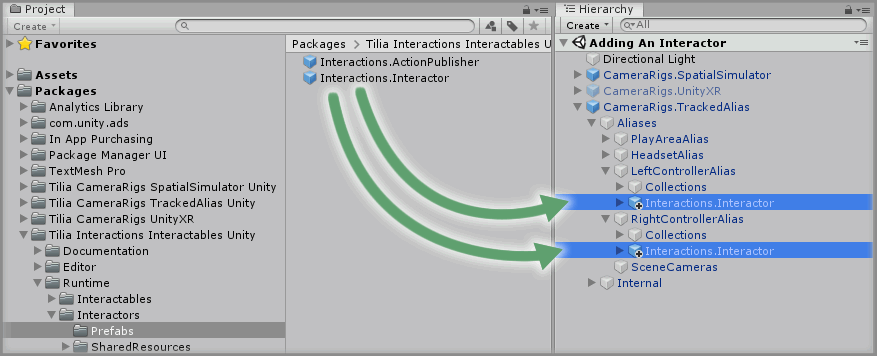 Project
Create
Favorites
Assets
Packages
Analytics Library
com.unity.ads
In App Purchasing
Package Manager UI
TextMesh Pro
Tilia CameraRigs SpatialSimulator Unity
Tilia CameraRigs TrackedAlias Unity
Tilia CameraRigs UnityXR
Tilia Interactions Interactables Unity
Documentation
Editor
Runtime
Interactables
Interactors
Prefabs
SharedResources
Packages > Tilia Interactions Interactables U
Interactions.ActionPublisher
Interactions.Interactor
Hierarchy
Create All
Adding An Interactor
Directional Light
CameraRigs.SpatialSimulator
CameraRigs.UnityXR
CameraRigs.TrackedAlias
Aliases
PlayAreaAlias
HeadsetAlias
LeftControllerAlias
Collections
Interactions.Interactor
RightControllerAlias
Collections
Interactions.Interactor
SceneCameras
Internal